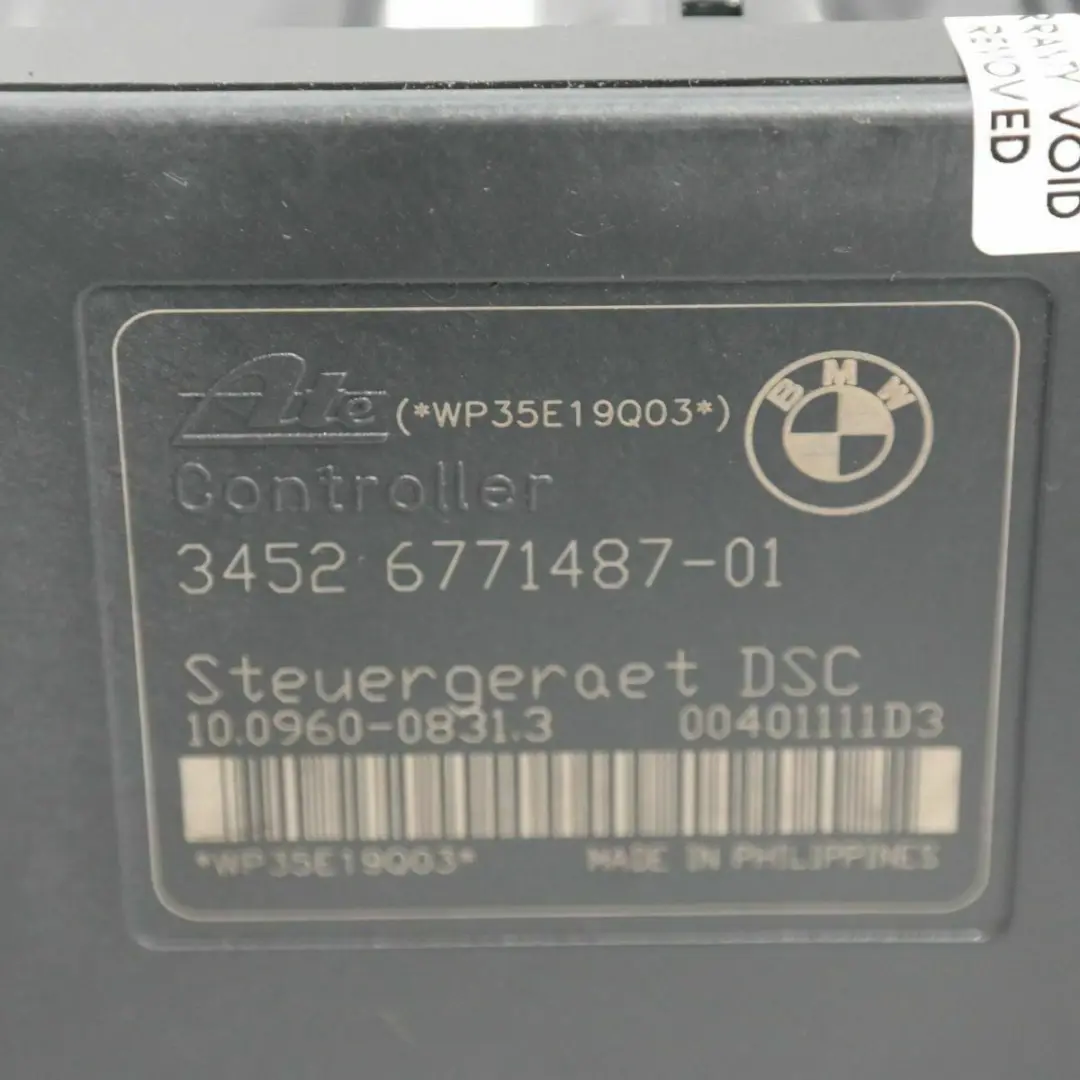 RRANTY VOID
REMOVED
Ate (*WP35E19Q03*)
BMW
Controller
3452 6771487-01
Steuergeraet DSC
10.0960-0831.3 00401111D3
*WP35E19Q03* MADE IN PHILIPPINES